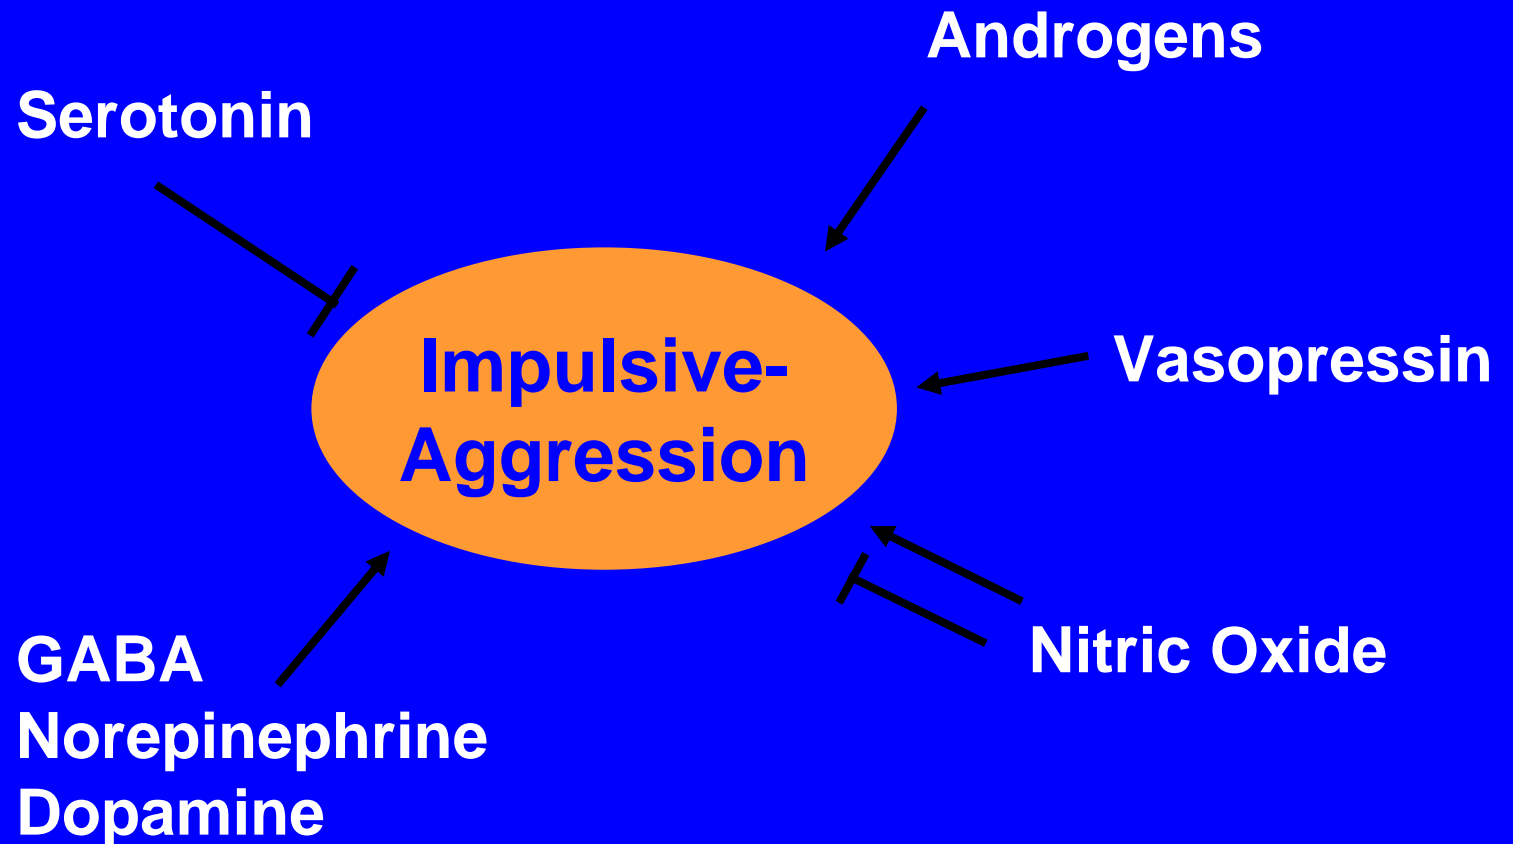 Androgens
Serotonin
Impulsive-
Aggression
Vasopressin
Nitric Oxide
GABA
Norepinephrine
Dopamine